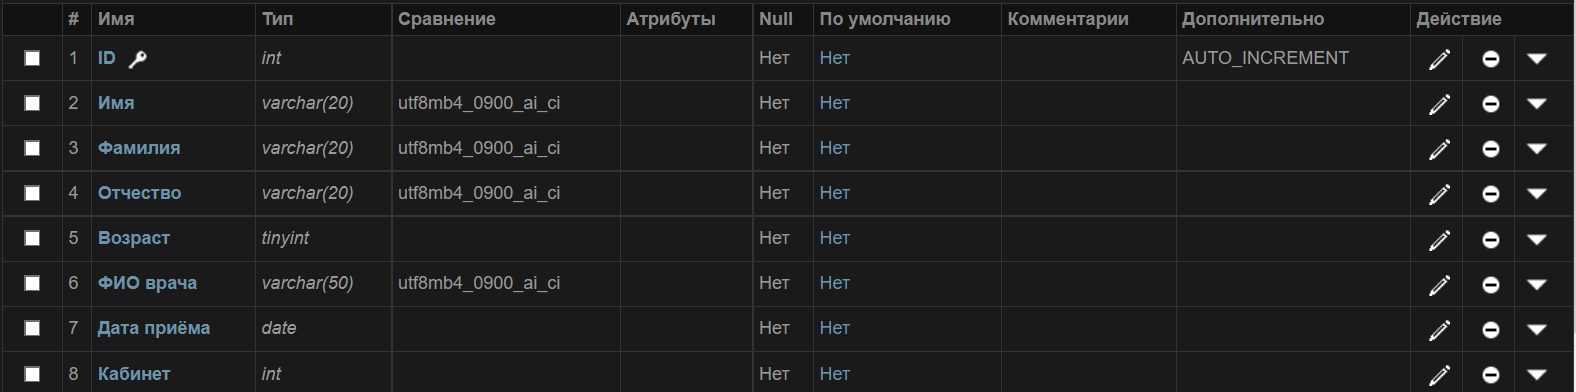 # Имя Тип Сравнение Атрибуты Null По умолчанию Комментарии Дополнительно Действие
1 ID int Нет Нет AUTO_INCREMENT
2 Имя varchar(20) utf8mb4_0900_ai_ci Нет Нет
3 Фамилия varchar(20) utf8mb4_0900_ai_ci Нет Нет
4 Отчество varchar(20) utf8mb4_0900_ai_ci Нет Нет
5 Возраст tinyint Нет Нет
6 ФИО врача varchar(50) utf8mb4_0900_ai_ci Нет Нет
7 Дата приёма date Нет Нет
8 Кабинет int Нет Нет